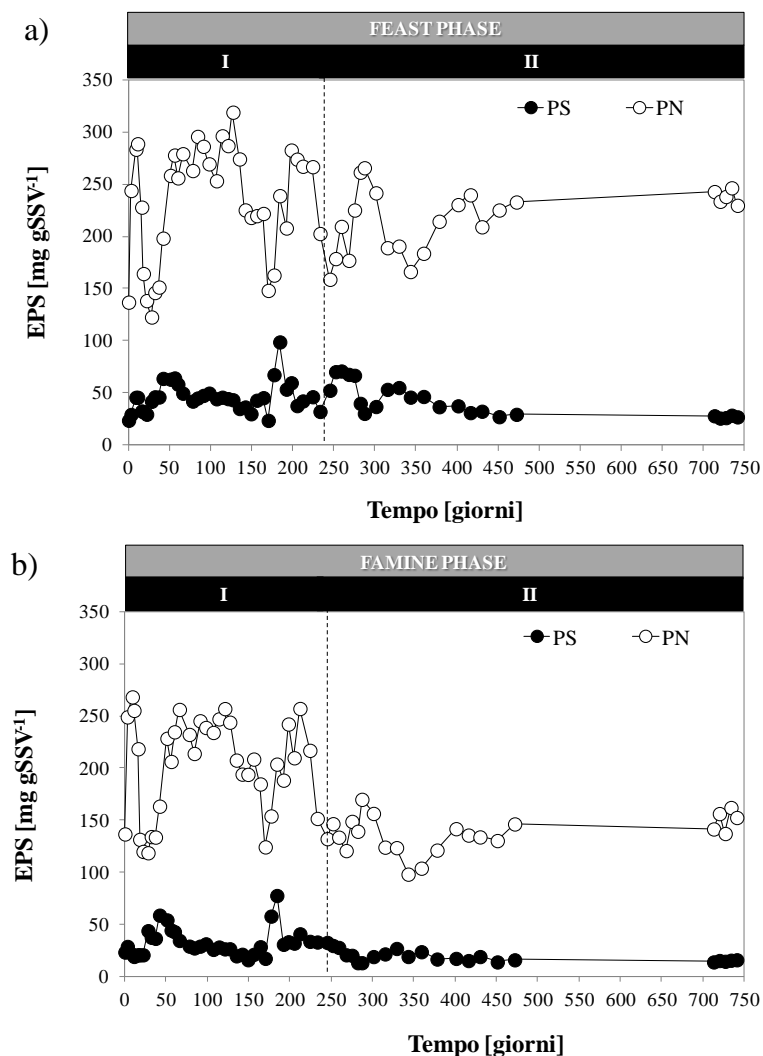 a)
FEAST PHASE
I II
350
300
250
200
150
100
50
0
PS PN
EPS [mg gSSV-1]
0 50 100 150 200 250 300 350 400 450 500 550 600 650 700 750
Tempo [giorni]
b)
FAMINE PHASE
I II
350
300
250
200
150
100
50
0
PS PN
EPS [mg gSSV-1]
0 50 100 150 200 250 300 350 400 450 500 550 600 650 700 750
Tempo [giorni]